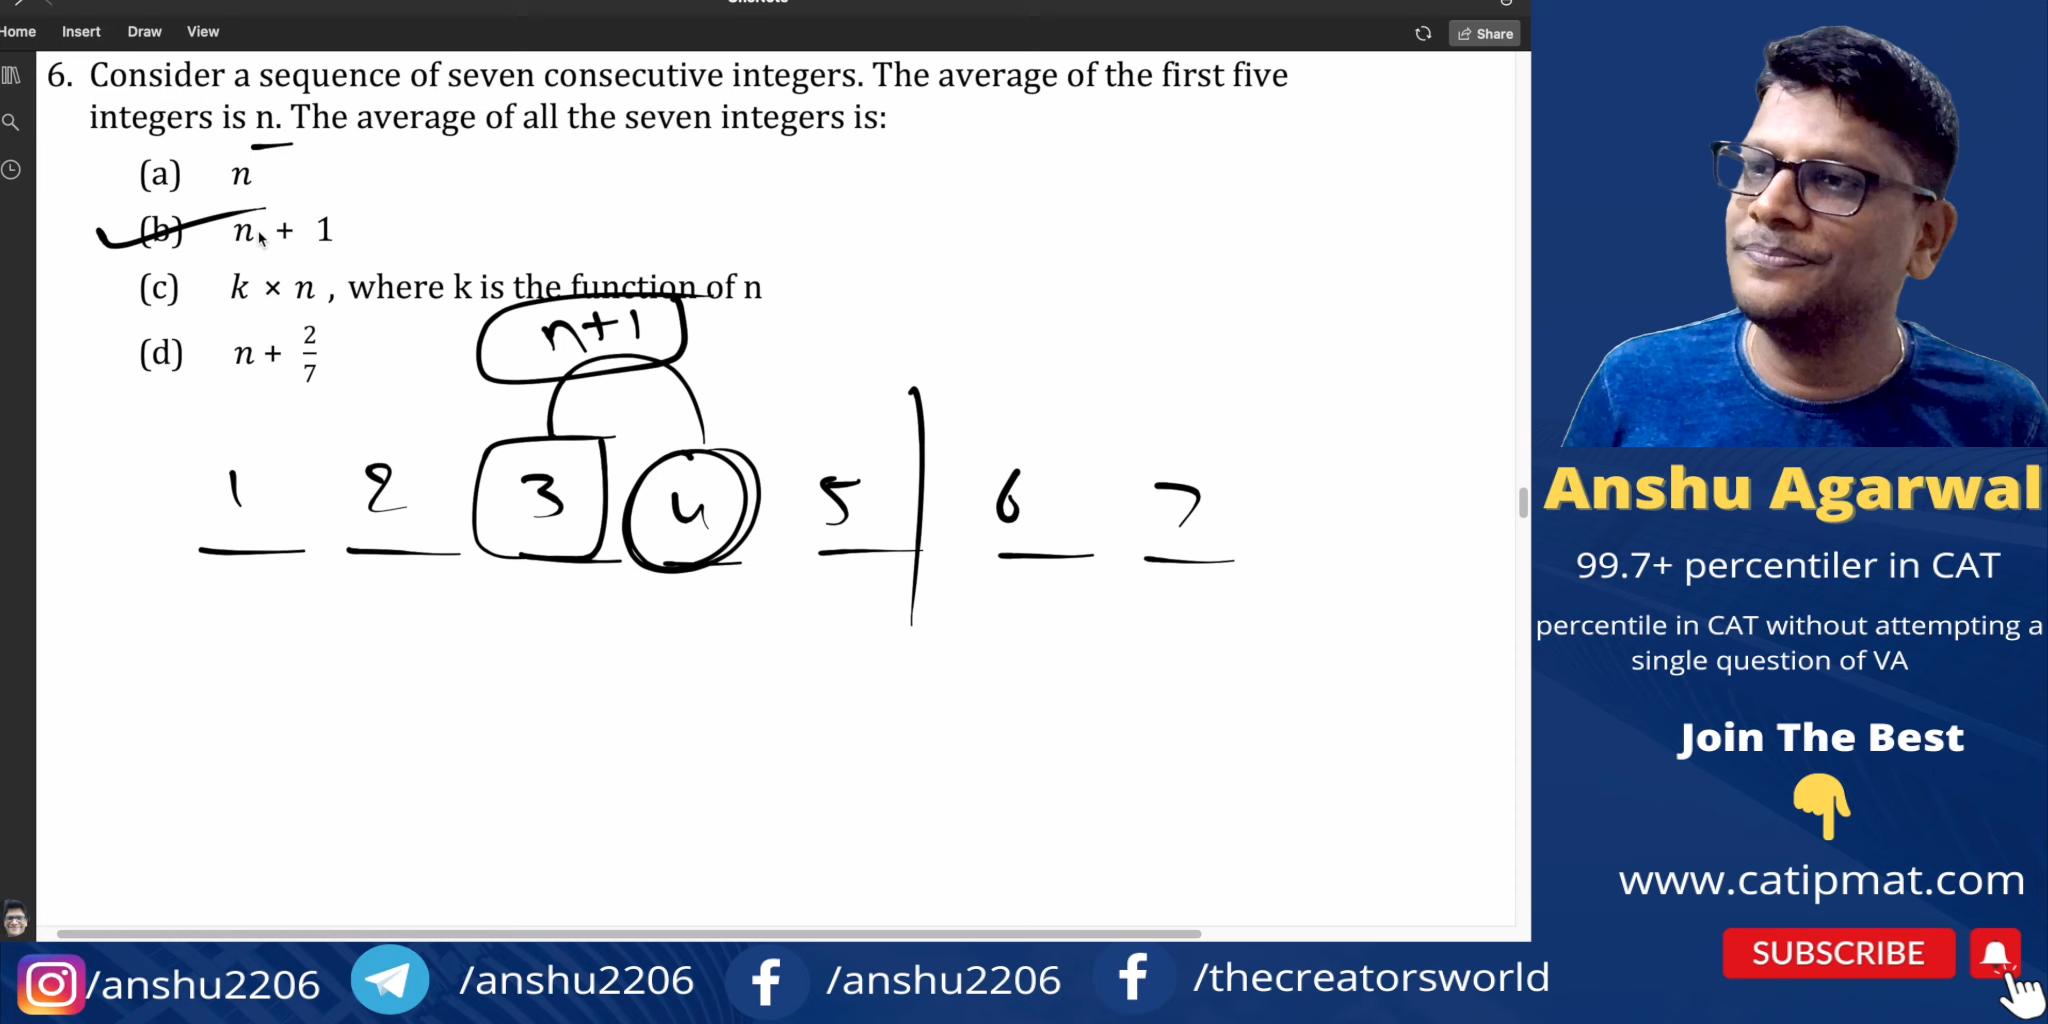 Home Insert Draw View
Share
6. Consider a sequence of seven consecutive integers. The average of the first five
integers is n. The average of all the seven integers is:
(a) n
(b) n + 1
(c) k × n , where k is the function of n
(d) n + 2/7
n+1
1 2 3 4 5 6 7
Anshu Agarwal
99.7+ percentiler in CAT
percentile in CAT without attempting a
single question of VA
Join The Best
www.catipmat.com
SUBSCRIBE
/anshu2206 /anshu2206 /anshu2206 /thecreatorsworld